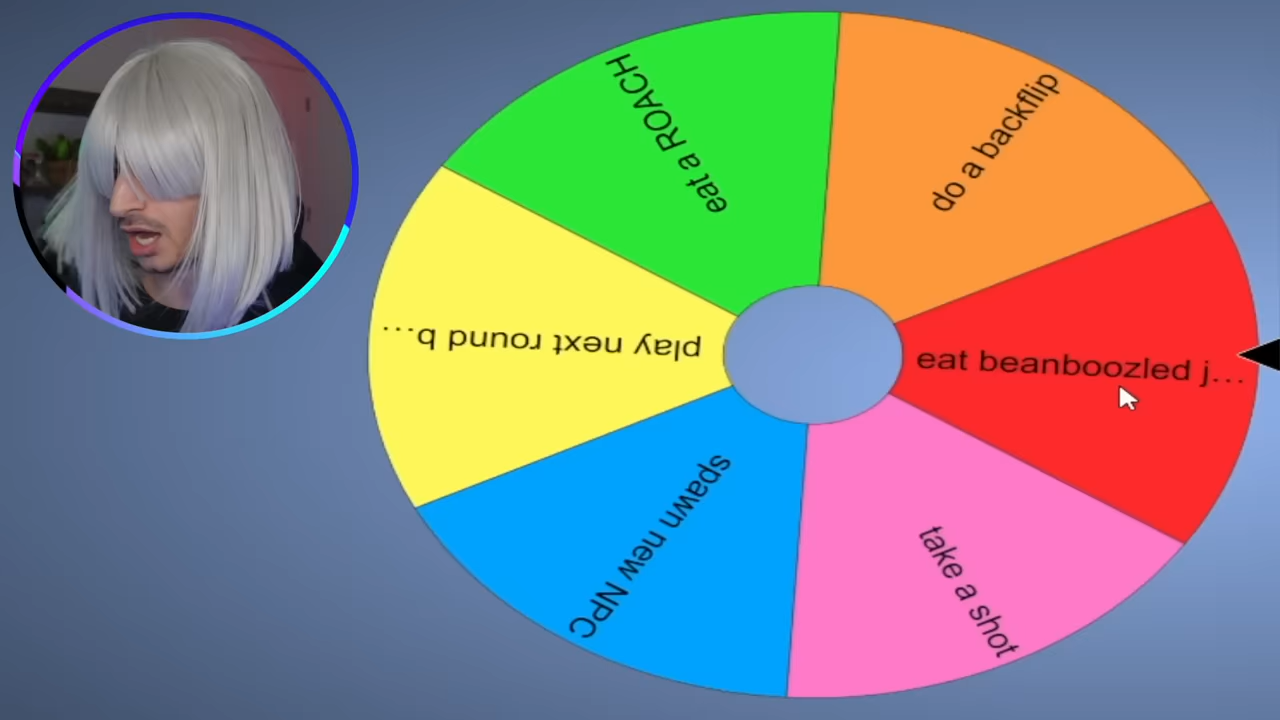 eat a ROACH
do a backflip
play next round b...
eat beanboozled j...
spawn new NPC
take a shot